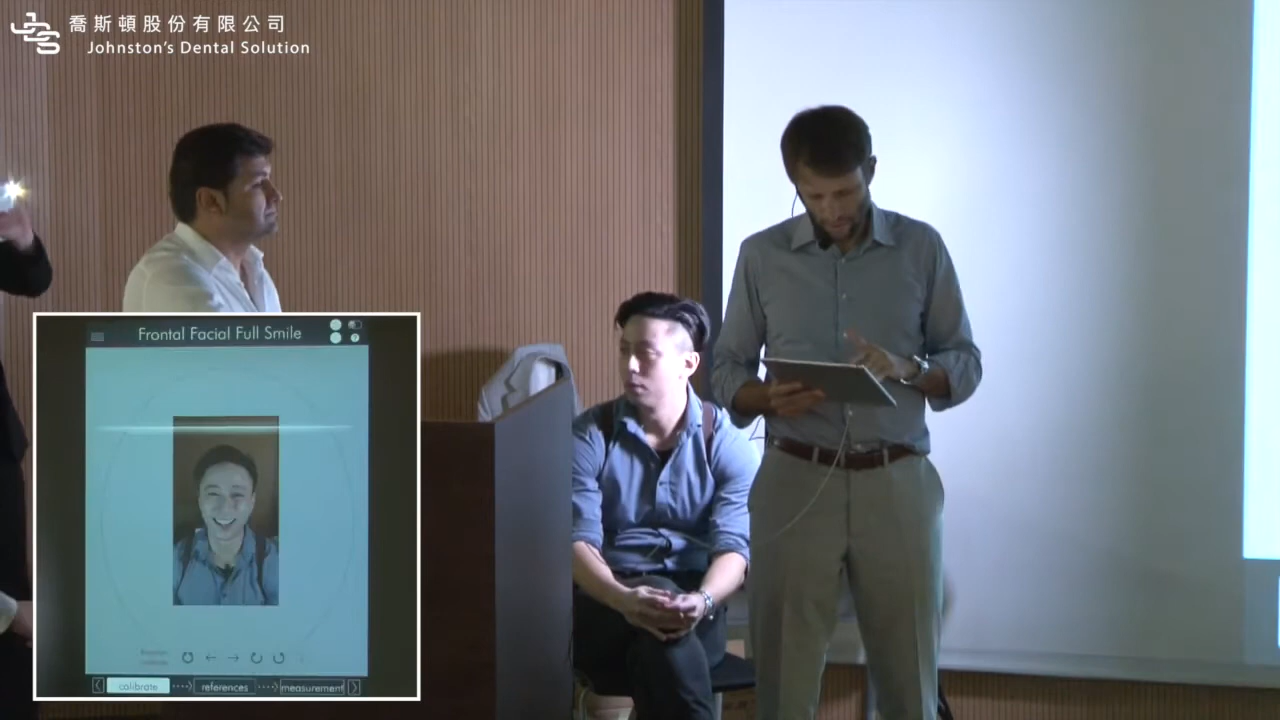 JDS
喬斯頓股份有限公司
Johnston's Dental Solution
Frontal Facial Full Smile
?
calibrate
references
measurement